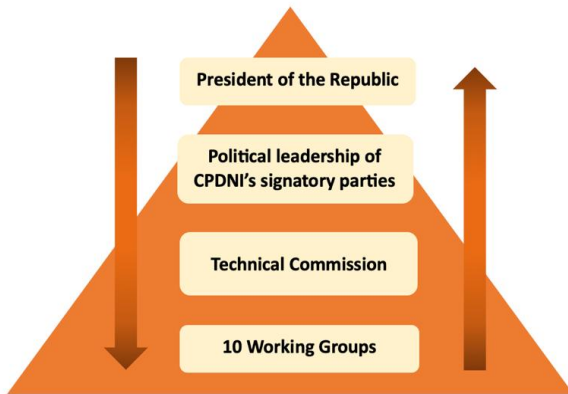 President of the Republic
Political leadership of
CPDNI's signatory parties
Technical Commission
10 Working Groups